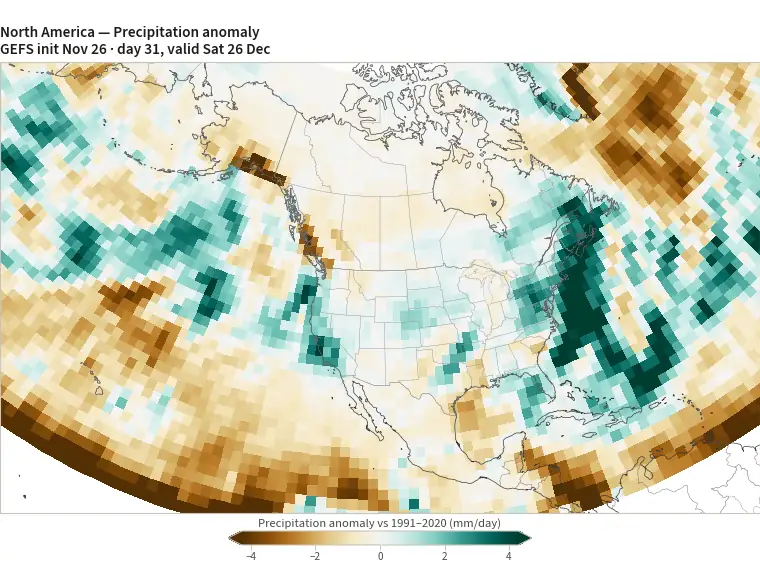 North America — Precipitation anomaly
GEFS init Nov 26 · day 31, valid Sat 26 Dec
Precipitation anomaly vs 1991–2020 (mm/day)
−4 −2 0 2 4